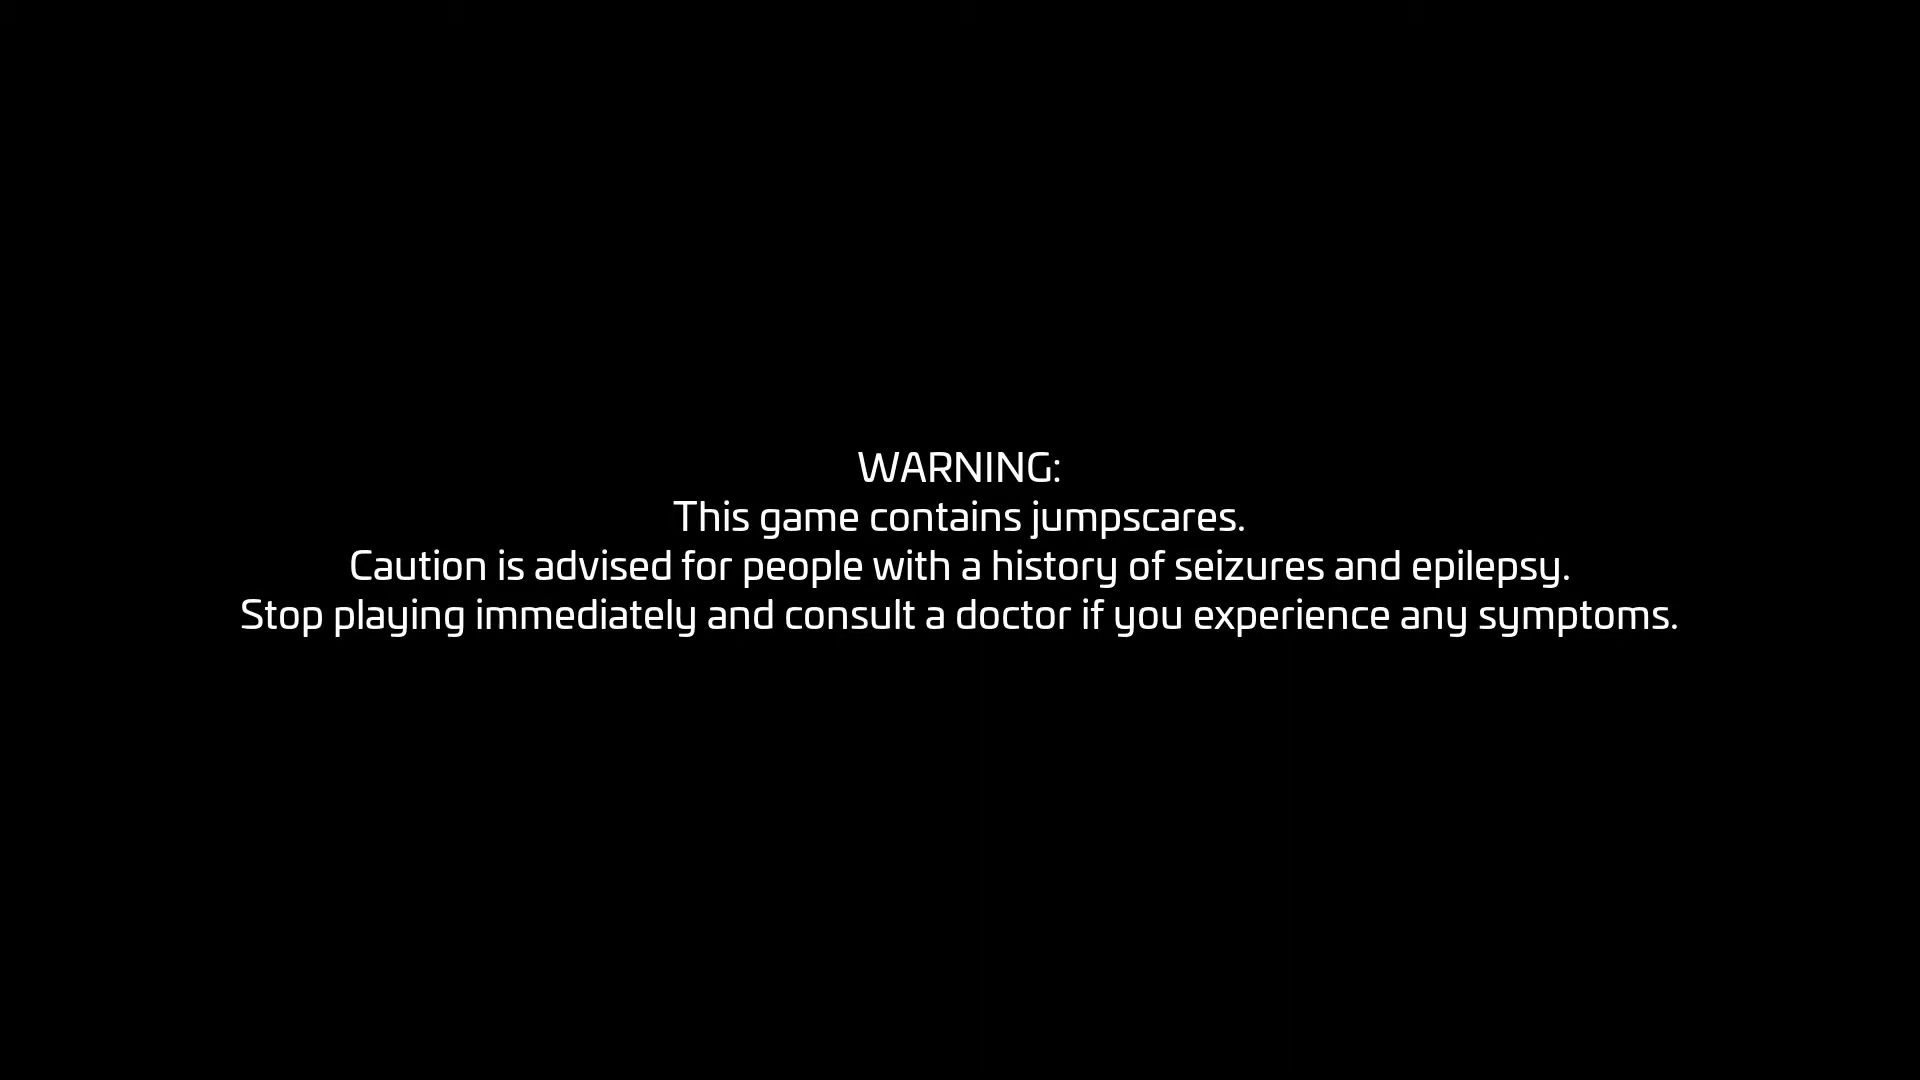 WARNING:
This game contains jumpscares.
Caution is advised for people with a history of seizures and epilepsy.
Stop playing immediately and consult a doctor if you experience any symptoms.